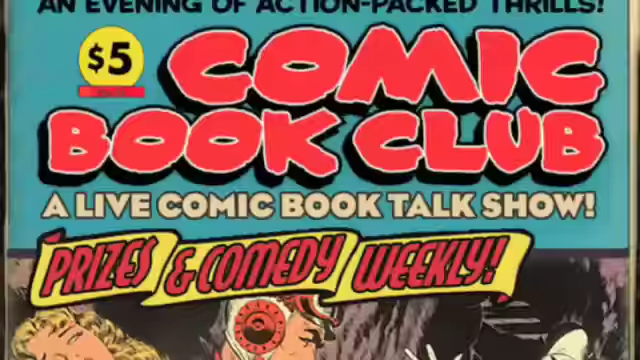 AN EVENING OF ACTION-PACKED THRILLS!
$5
COMIC
BOOK CLUB
A LIVE COMIC BOOK TALK SHOW!
PRIZES & COMEDY WEEKLY!